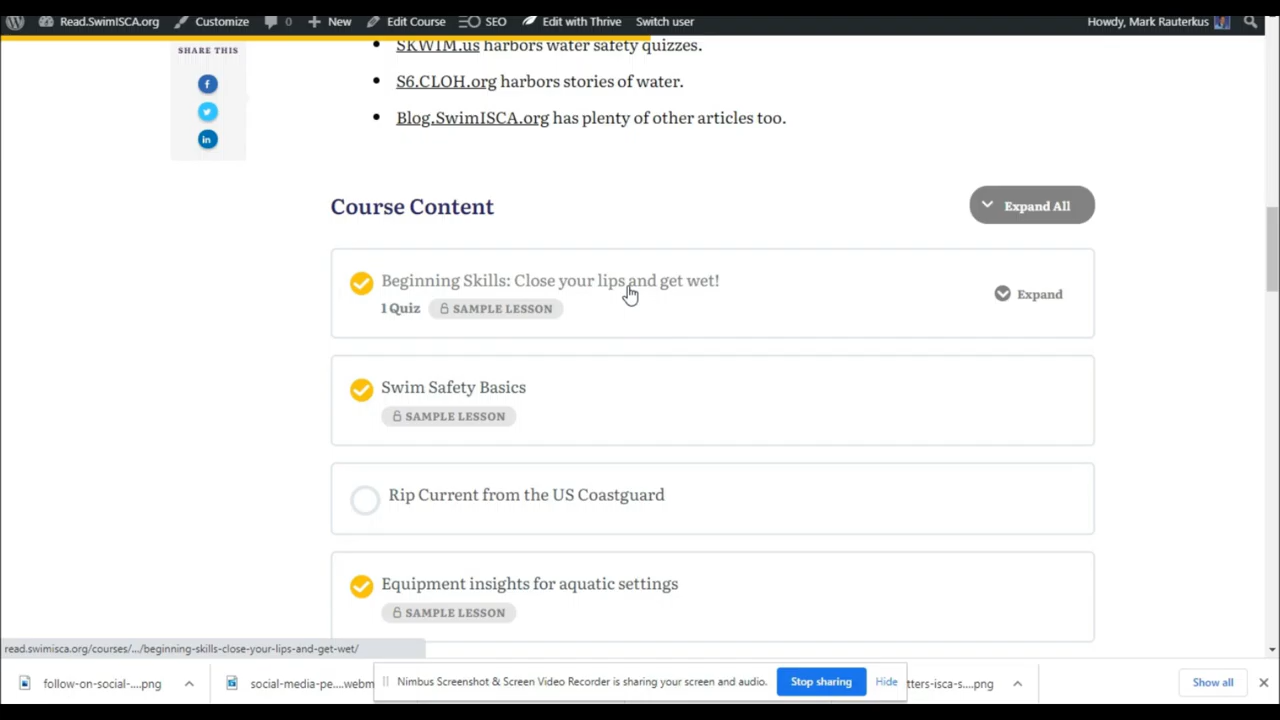 Read.SwimISCA.org Customize 0 New Edit Course SEO Edit with Thrive Switch user Howdy, Mark Rauterkus
SHARE THIS
SKWIM.us harbors water safety quizzes.
S6.CLOH.org harbors stories of water.
Blog.SwimISCA.org has plenty of other articles too.
Course Content
Expand All
Beginning Skills: Close your lips and get wet!
1 Quiz SAMPLE LESSON
Expand
Swim Safety Basics
SAMPLE LESSON
Rip Current from the US Coastguard
Equipment insights for aquatic settings
SAMPLE LESSON
read.swimisca.org/courses/.../beginning-skills-close-your-lips-and-get-wet/
follow-on-social-....png
social-media-pe....webm
Nimbus Screenshot & Screen Video Recorder is sharing your screen and audio. Stop sharing Hide
tters-isca-s....png
Show all